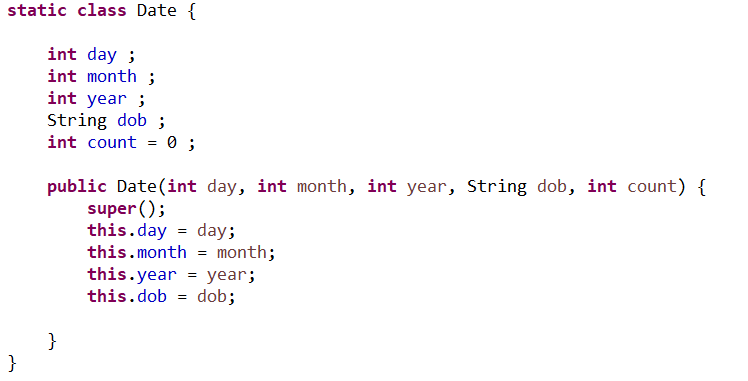 static class Date {
int day ;
int month ;
int year ;
String dob ;
int count = 0 ;
public Date(int day, int month, int year, String dob, int count) {
super();
this.day = day;
this.month = month;
this.year = year;
this.dob = dob;
}
}